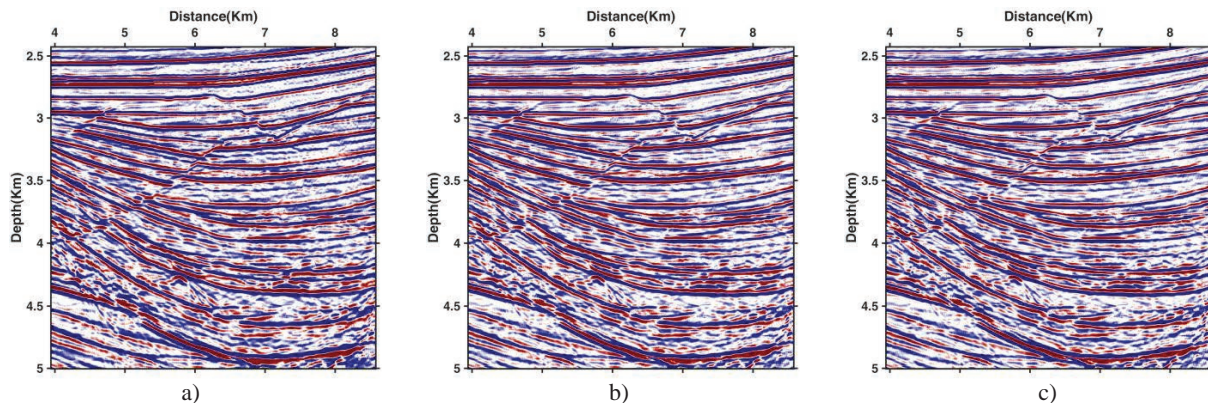 Distance(Km) Distance(Km) Distance(Km)
4 5 6 7 8 4 5 6 7 8 4 5 6 7 8
2.5 2.5 2.5
3 3 3
3.5 3.5 3.5
Depth(Km) Depth(Km) Depth(Km)
4 4 4
4.5 4.5 4.5
5 5 5
a) b) c)